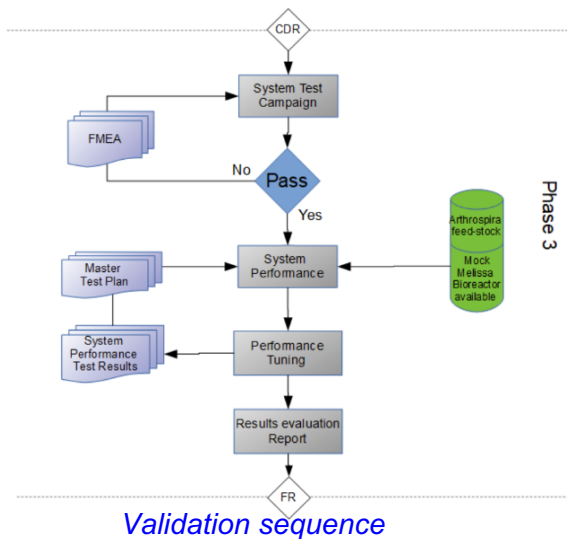 CDR
System Test
Campaign
FMEA
No
Pass
Yes
Phase 3
Arthrospira
feed-stock
Mock
Melissa
Bioreactor
available
Master
Test Plan
System
Performance
System
Performance
Test Results
Performance
Tuning
Results evaluation
Report
FR
Validation sequence